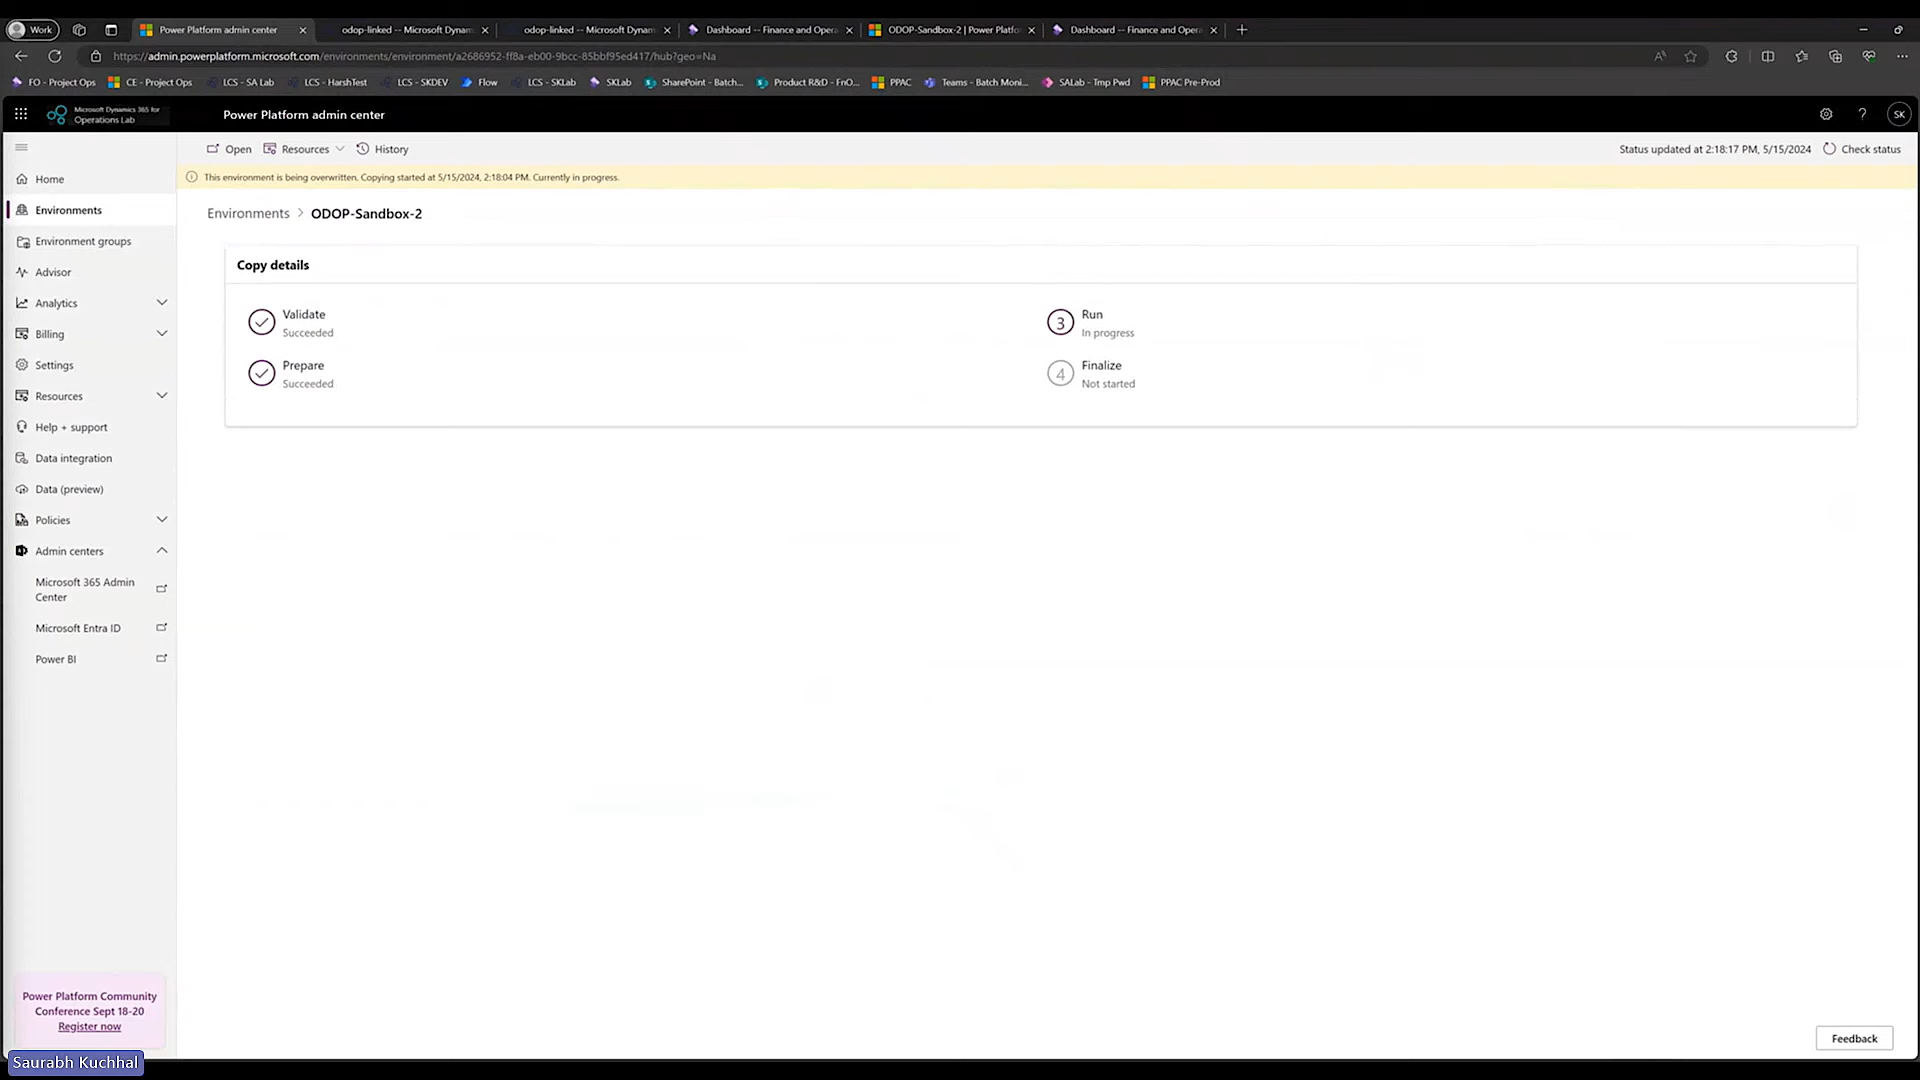 Work
Power Platform admin center
odop-linked -- Microsoft Dynam
odop-linked -- Microsoft Dynam
Dashboard -- Finance and Opera
ODOP-Sandbox-2 | Power Platfo
Dashboard -- Finance and Opera
https://admin.powerplatform.microsoft.com/environments/environment/a2686952-ff8a-eb00-9bcc-85bbf95ed417/hub?geo=Na
FO - Project Ops
CE - Project Ops
LCS - SA Lab
LCS - HarshTest
LCS - SKDEV
Flow
LCS - SKLab
SKLab
SharePoint - Batch...
Product R&D - FnO...
PPAC
Teams - Batch Moni...
SALab - Tmp Pwd
PPAC Pre-Prod
Microsoft Dynamics 365 for
Operations Lab
Power Platform admin center
?
SK
Open
Resources
History
Status updated at 2:18:17 PM, 5/15/2024
Check status
This environment is being overwritten. Copying started at 5/15/2024, 2:18:04 PM. Currently in progress.
Home
Environments
Environment groups
Advisor
Analytics
Billing
Settings
Resources
Help + support
Data integration
Data (preview)
Policies
Admin centers
Microsoft 365 Admin
Center
Microsoft Entra ID
Power BI
Environments > ODOP-Sandbox-2
Copy details
Validate
Succeeded
Prepare
Succeeded
3
Run
In progress
4
Finalize
Not started
Power Platform Community
Conference Sept 18-20
Register now
Feedback
Saurabh Kuchhal